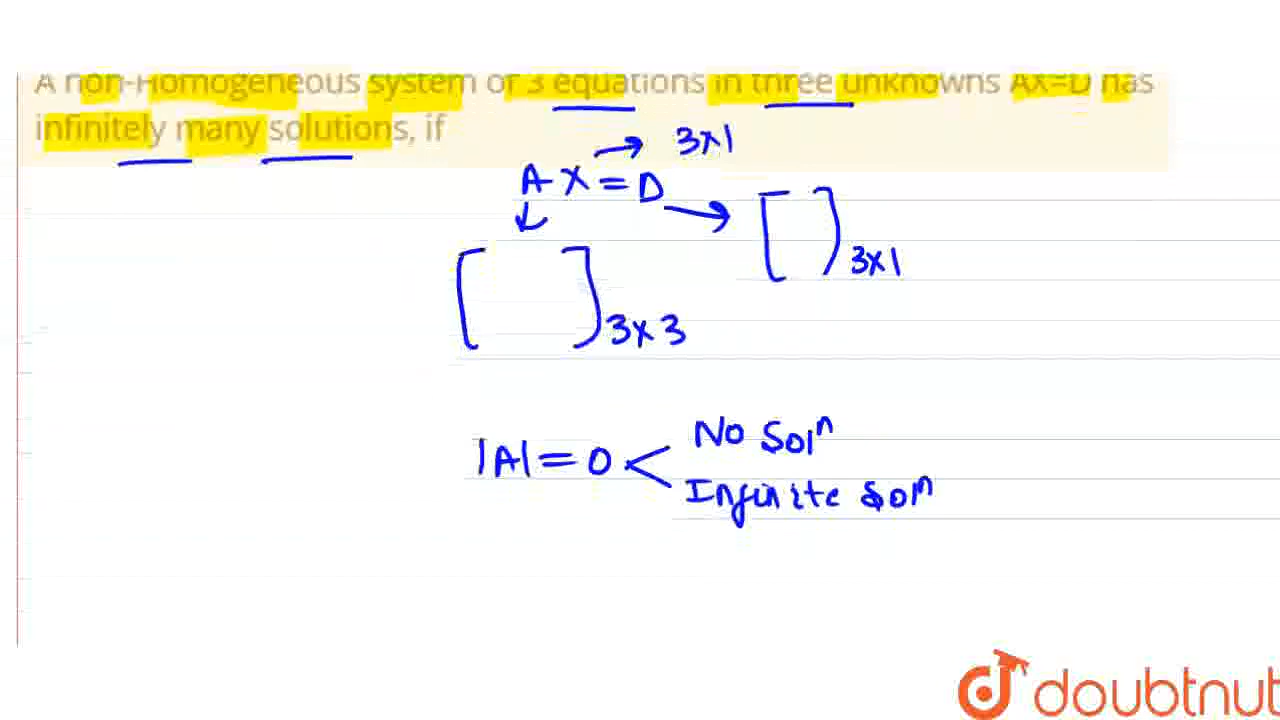 A non-Homogeneous system of 3 equations in three unknowns AX=D has
infinitely many solutions, if
3x1
A X = D
[ ] 3x1
[ ] 3x3
|A| = 0 < No Solⁿ
Infinite Solⁿ
doubtnut